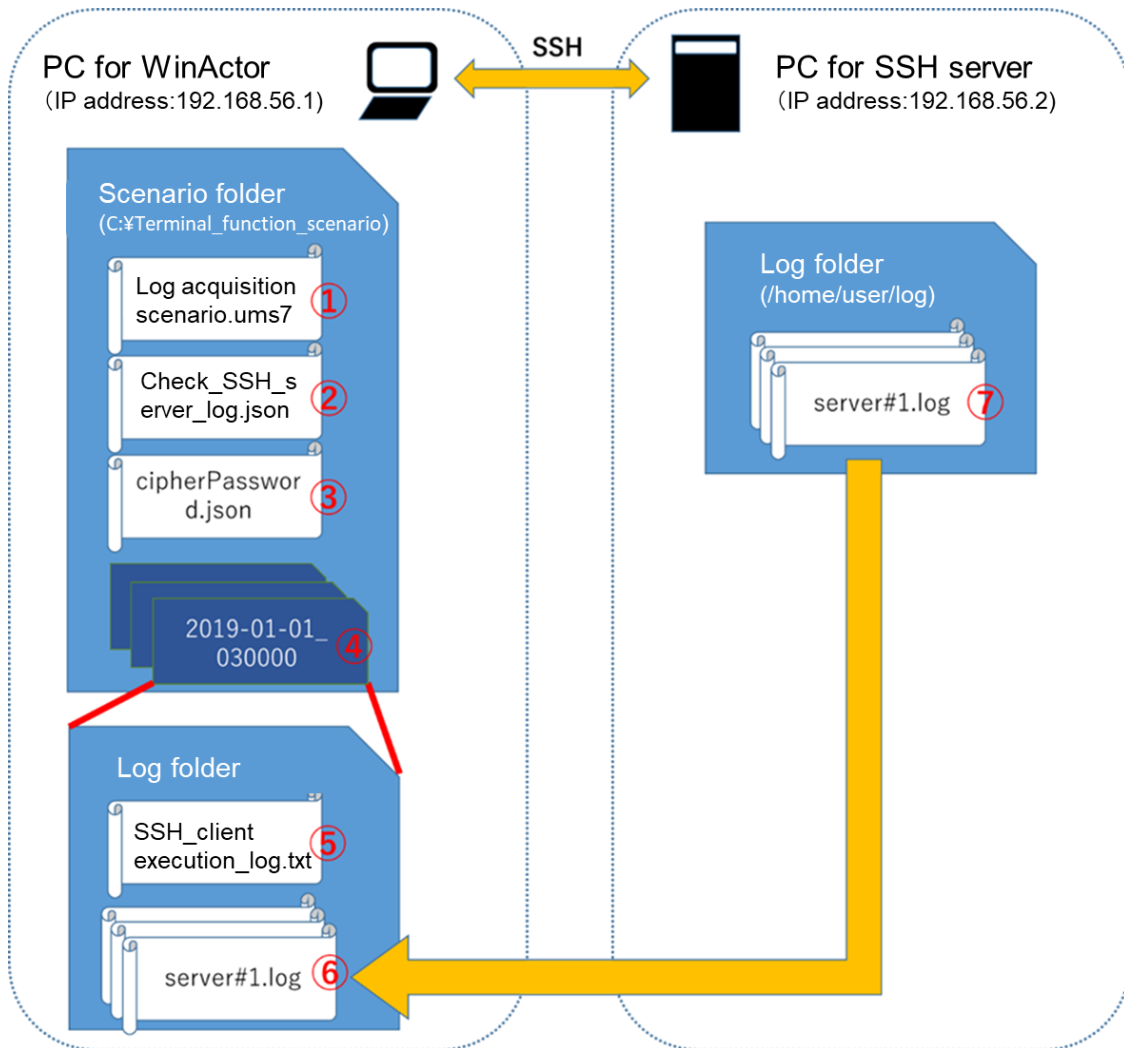 SSH
PC for WinActor
（IP address:192.168.56.1)
Scenario folder
(C:¥Terminal_function_scenario)
Log acquisition
scenario.ums7
①
Check_SSH_s
erver_log.json
②
cipherPasswor
d.json
③
2019-01-01_
030000
④
Log folder
SSH_client
execution_log.txt
⑤
server#1.log
⑥
PC for SSH server
（IP address:192.168.56.2)
Log folder
(/home/user/log)
server#1.log
⑦